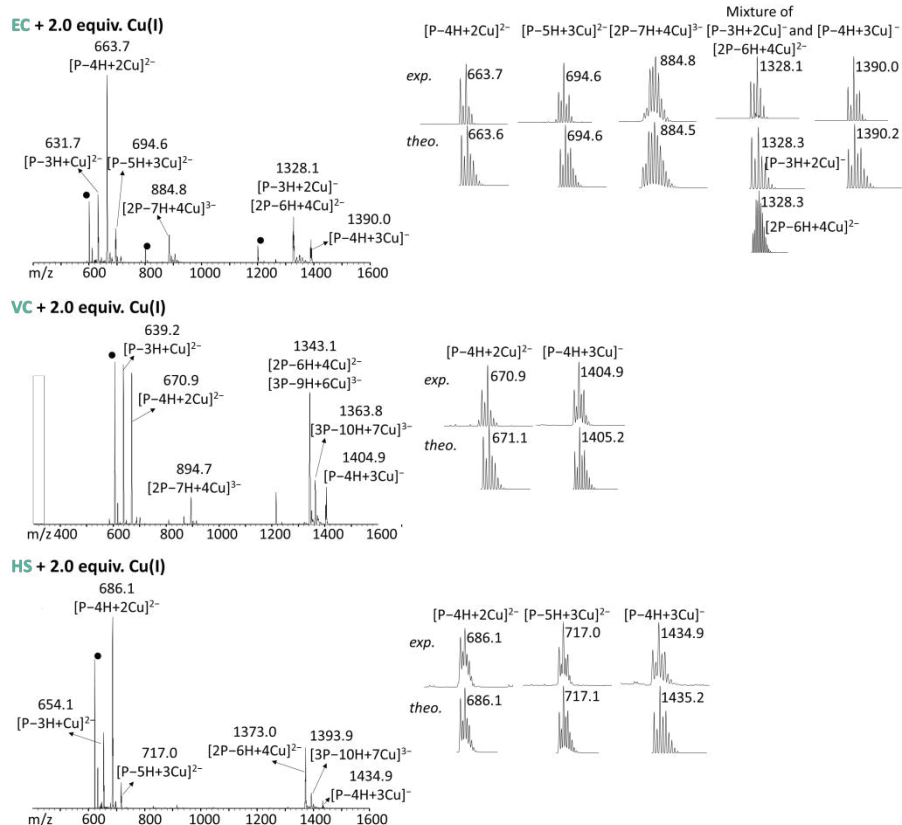 EC + 2.0 equiv. Cu(I)
663.7
[P−4H+2Cu]²⁻
631.7
[P−3H+Cu]²⁻
694.6
[P−5H+3Cu]²⁻
884.8
[2P−7H+4Cu]³⁻
1328.1
[P−3H+2Cu]⁻
[2P−6H+4Cu]²⁻
1390.0
[P−4H+3Cu]⁻
m/z 600 800 1000 1200 1400 1600
Mixture of
[P−4H+2Cu]²⁻ [P−5H+3Cu]²⁻ [2P−7H+4Cu]³⁻ [P−3H+2Cu]⁻ and [P−4H+3Cu]⁻
[2P−6H+4Cu]²⁻
exp. 663.7 694.6 884.8 1328.1 1390.0
theo. 663.6 694.6 884.5 1328.3 1390.2
[P−3H+2Cu]⁻
1328.3
[2P−6H+4Cu]²⁻
VC + 2.0 equiv. Cu(I)
639.2
[P−3H+Cu]²⁻
670.9
[P−4H+2Cu]²⁻
894.7
[2P−7H+4Cu]³⁻
1343.1
[2P−6H+4Cu]²⁻
[3P−9H+6Cu]³⁻
1363.8
[3P−10H+7Cu]³⁻
1404.9
[P−4H+3Cu]⁻
m/z 400 600 800 1000 1200 1400 1600
[P−4H+2Cu]²⁻ [P−4H+3Cu]⁻
exp. 670.9 1404.9
theo. 671.1 1405.2
HS + 2.0 equiv. Cu(I)
686.1
[P−4H+2Cu]²⁻
654.1
[P−3H+Cu]²⁻
717.0
[P−5H+3Cu]²⁻
1373.0
[2P−6H+4Cu]²⁻
1393.9
[3P−10H+7Cu]³⁻
1434.9
[P−4H+3Cu]⁻
m/z 600 800 1000 1200 1400 1600
[P−4H+2Cu]²⁻ [P−5H+3Cu]²⁻ [P−4H+3Cu]⁻
exp. 686.1 717.0 1434.9
theo. 686.1 717.1 1435.2